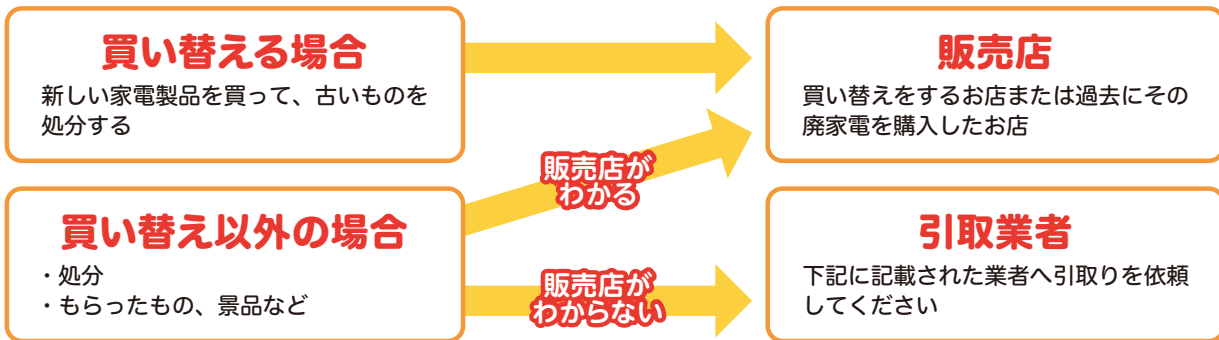 買い替える場合
新しい家電製品を買って、古いものを
処分する
販売店
買い替えをするお店または過去にその
廃家電を購入したお店
販売店が
わかる
買い替え以外の場合
・処分
・もらったもの、景品など
販売店が
わからない
引取業者
下記に記載された業者へ引取りを依頼
してください